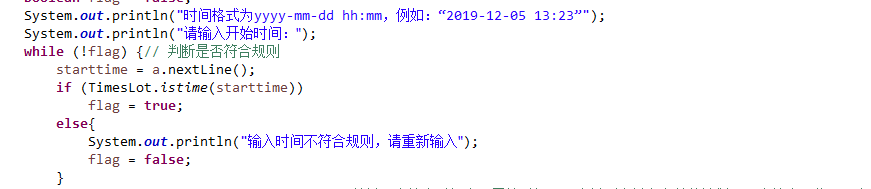 System.out.println("时间格式为yyyy-mm-dd hh:mm，例如：“2019-12-05 13:23”");
System.out.println("请输入开始时间：");
while (!flag) {// 判断是否符合规则
starttime = a.nextLine();
if (TimesLot.istime(starttime))
flag = true;
else{
System.out.println("输入时间不符合规则，请重新输入");
flag = false;
}